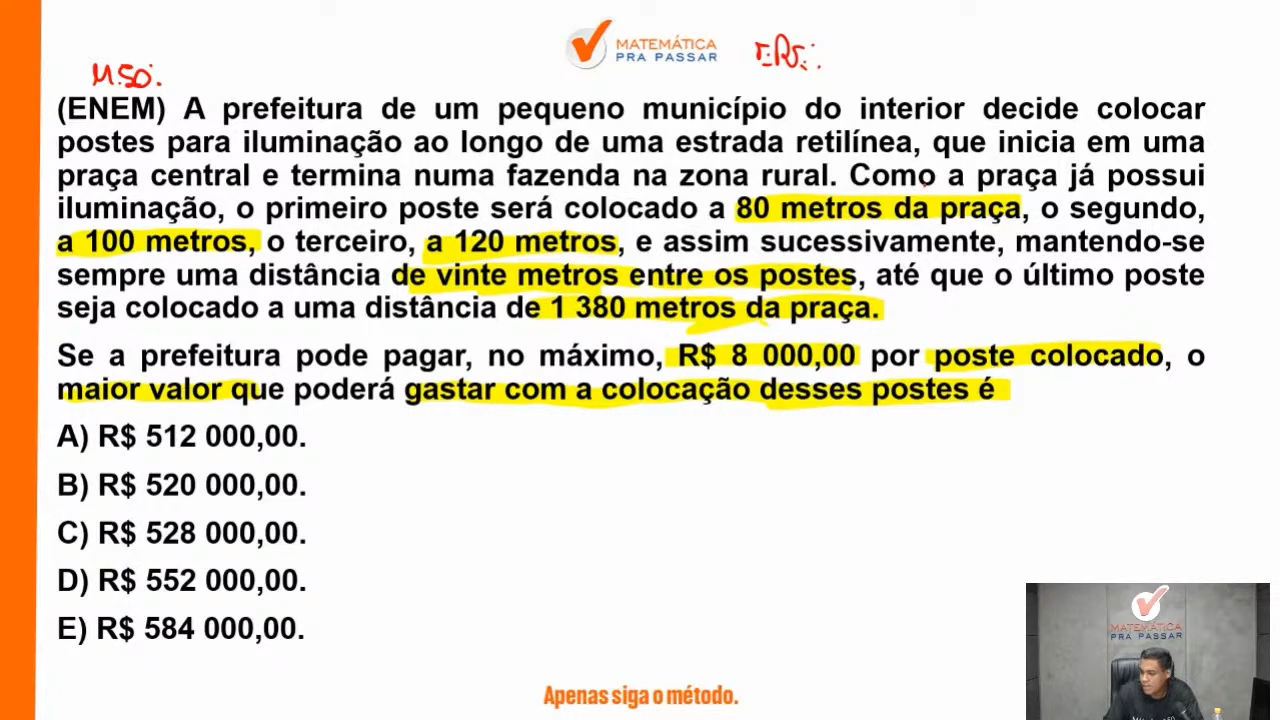 MATEMÁTICA
PRA PASSAR
M.SO:
(ENEM) A prefeitura de um pequeno município do interior decide colocar
postes para iluminação ao longo de uma estrada retilínea, que inicia em uma
praça central e termina numa fazenda na zona rural. Como a praça já possui
iluminação, o primeiro poste será colocado a 80 metros da praça, o segundo,
a 100 metros, o terceiro, a 120 metros, e assim sucessivamente, mantendo-se
sempre uma distância de vinte metros entre os postes, até que o último poste
seja colocado a uma distância de 1 380 metros da praça.
Se a prefeitura pode pagar, no máximo, R$ 8 000,00 por poste colocado, o
maior valor que poderá gastar com a colocação desses postes é
A) R$ 512 000,00.
B) R$ 520 000,00.
C) R$ 528 000,00.
D) R$ 552 000,00.
E) R$ 584 000,00.
MATEMÁTICA
PRA PASSAR
Apenas siga o método.